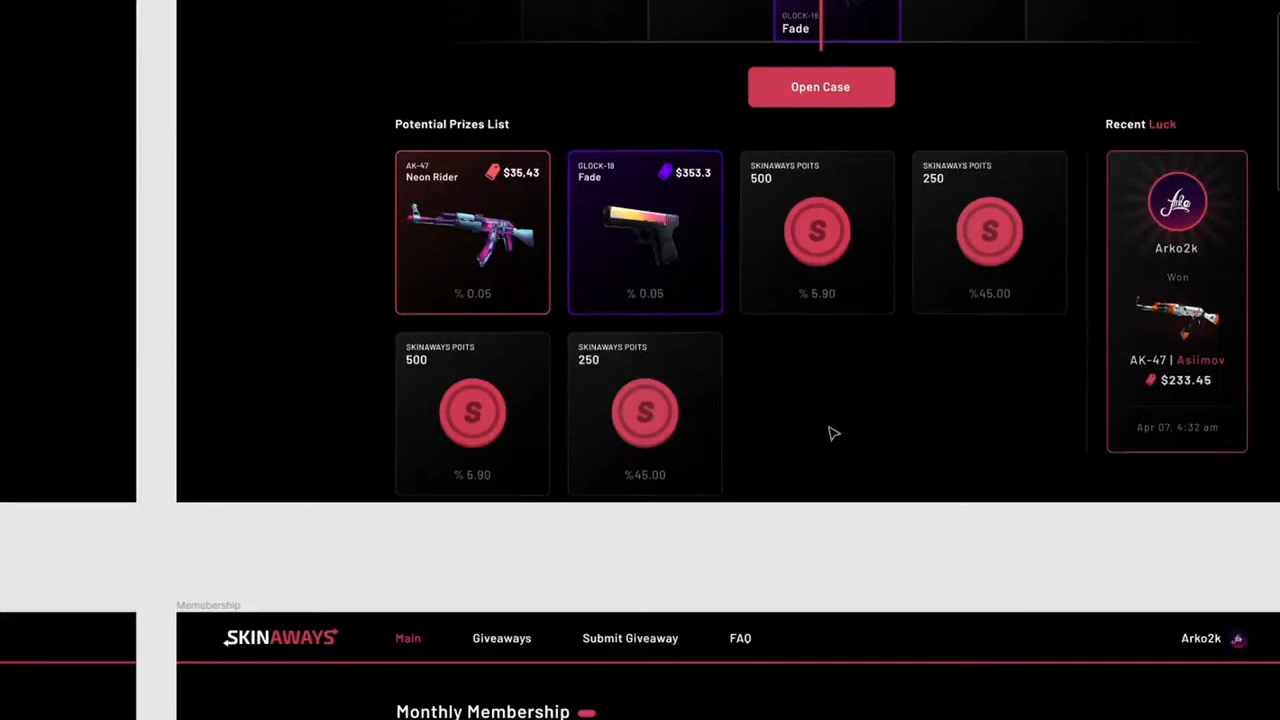 GLOCK-18
Fade
Open Case
Potential Prizes List
Recent Luck
AK-47
Neon Rider
$35,43
% 0.05
GLOCK-18
Fade
$353.3
% 0.05
SKINAWAYS POITS
500
S
% 5.90
SKINAWAYS POITS
250
S
%45.00
Arko
Arko2k
Won
AK-47 | Asiimov
$233.45
Apr 07, 4:32 am
SKINAWAYS POITS
500
S
% 5.90
SKINAWAYS POITS
250
S
%45.00
Memebership
SKINAWAYS
Main
Giveaways
Submit Giveaway
FAQ
Arko2k
Monthly Membership